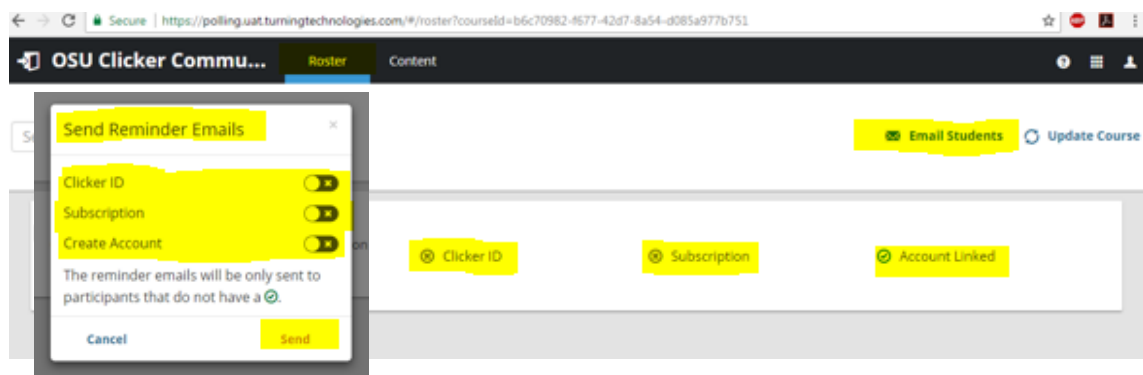 Secure | https://polling.uat.turningtechnologies.com/#/roster?courseId=b6c70982-f677-42d7-8a54-d085a977b751
OSU Clicker Commu... Roster Content
Email Students Update Course
Send Reminder Emails
Clicker ID
Subscription
Create Account
The reminder emails will be only sent to
participants that do not have a
Cancel Send
Clicker ID Subscription Account Linked